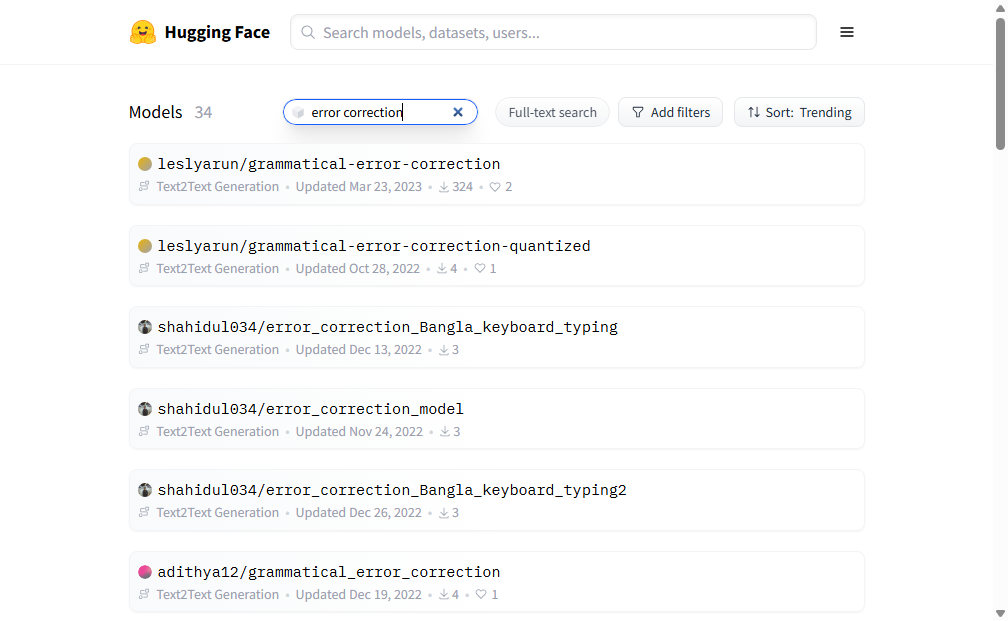 Hugging Face
Search models, datasets, users...
Models 34
error correction
Full-text search
Add filters
Sort: Trending
leslyarun/grammatical-error-correction
Text2Text Generation • Updated Mar 23, 2023 • 324 • 2
leslyarun/grammatical-error-correction-quantized
Text2Text Generation • Updated Oct 28, 2022 • 4 • 1
shahidul034/error_correction_Bangla_keyboard_typing
Text2Text Generation • Updated Dec 13, 2022 • 3
shahidul034/error_correction_model
Text2Text Generation • Updated Nov 24, 2022 • 3
shahidul034/error_correction_Bangla_keyboard_typing2
Text2Text Generation • Updated Dec 26, 2022 • 3
adithya12/grammatical_error_correction
Text2Text Generation • Updated Dec 19, 2022 • 4 • 1